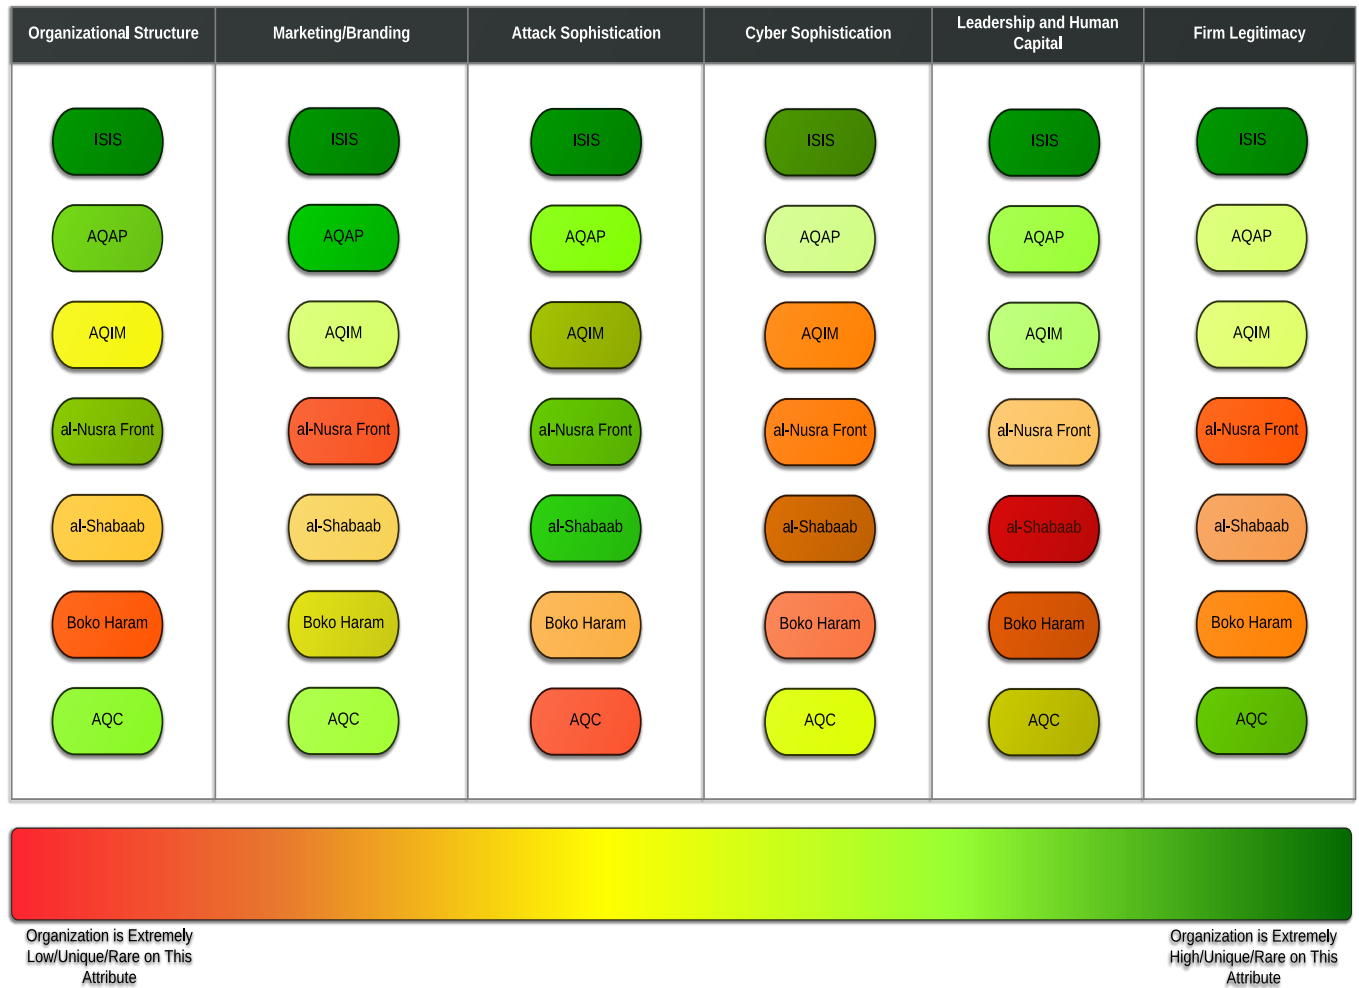 Organizational Structure
Marketing/Branding
Attack Sophistication
Cyber Sophistication
Leadership and Human
Capital
Firm Legitimacy
ISIS
ISIS
ISIS
ISIS
ISIS
ISIS
AQAP
AQAP
AQAP
AQAP
AQAP
AQAP
AQIM
AQIM
AQIM
AQIM
AQIM
AQIM
al-Nusra Front
al-Nusra Front
al-Nusra Front
al-Nusra Front
al-Nusra Front
al-Nusra Front
al-Shabaab
al-Shabaab
al-Shabaab
al-Shabaab
al-Shabaab
al-Shabaab
Boko Haram
Boko Haram
Boko Haram
Boko Haram
Boko Haram
Boko Haram
AQC
AQC
AQC
AQC
AQC
AQC
Organization is Extremely
Low/Unique/Rare on This
Attribute
Organization is Extremely
High/Unique/Rare on This
Attribute